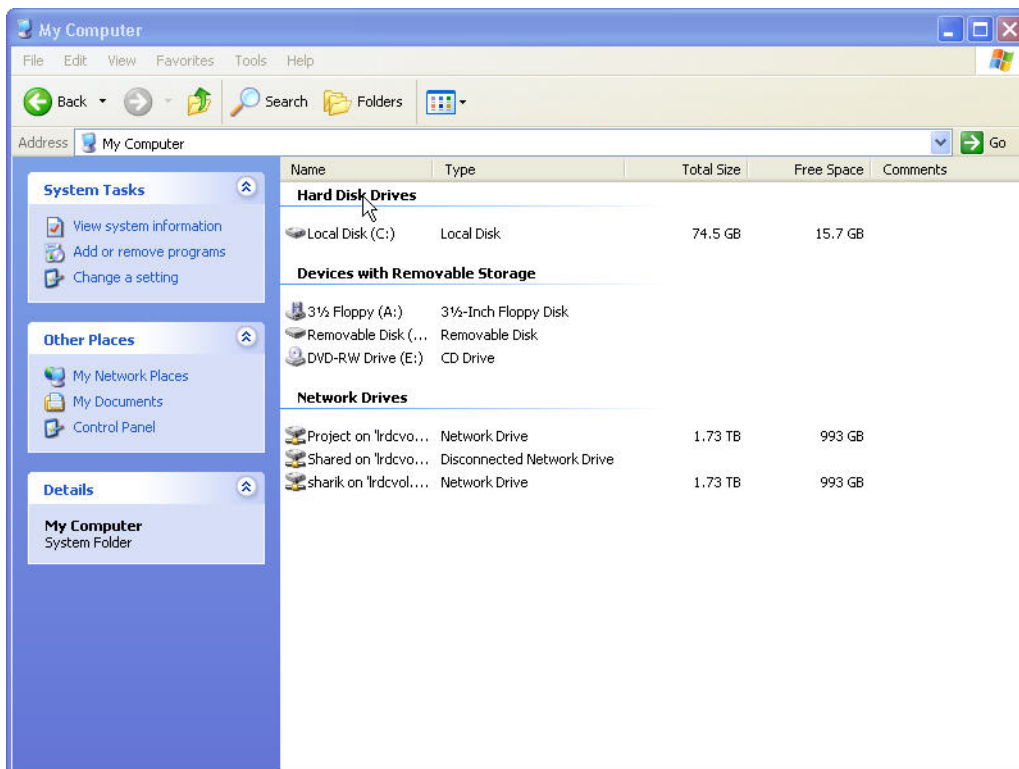 My Computer
File Edit View Favorites Tools Help
Back Search Folders
Address My Computer Go
Name Type Total Size Free Space Comments
System Tasks
View system information
Add or remove programs
Change a setting
Other Places
My Network Places
My Documents
Control Panel
Details
My Computer
System Folder
Hard Disk Drives
Local Disk (C:) Local Disk 74.5 GB 15.7 GB
Devices with Removable Storage
3½ Floppy (A:) 3½-Inch Floppy Disk
Removable Disk (... Removable Disk
DVD-RW Drive (E:) CD Drive
Network Drives
Project on 'lrdcvo... Network Drive 1.73 TB 993 GB
Shared on 'lrdcvo... Disconnected Network Drive
sharik on 'lrdcvol.... Network Drive 1.73 TB 993 GB